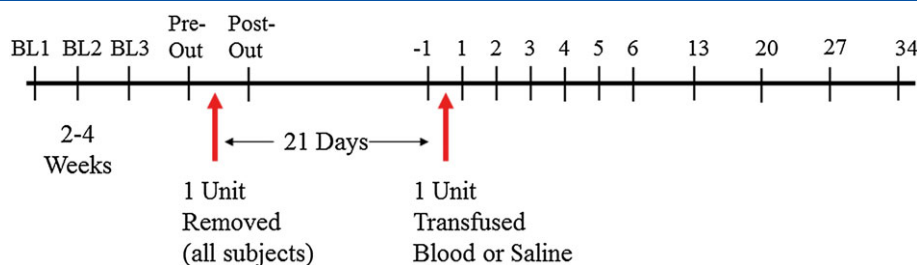 Pre- Post-
BL1 BL2 BL3 Out Out -1 1 2 3 4 5 6 13 20 27 34
2-4
Weeks
21 Days
1 Unit
Removed
(all subjects)
1 Unit
Transfused
Blood or Saline